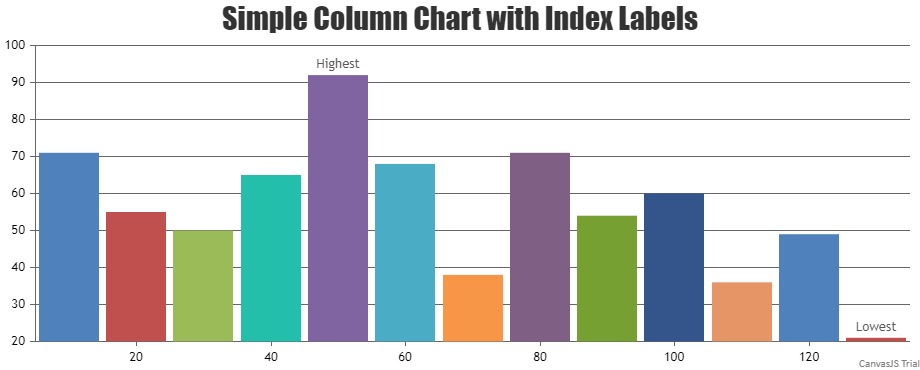 Simple Column Chart with Index Labels
100
Highest
90
80
70
60
50
40
30
Lowest
20
20 40 60 80 100 120
CanvasJS Trial